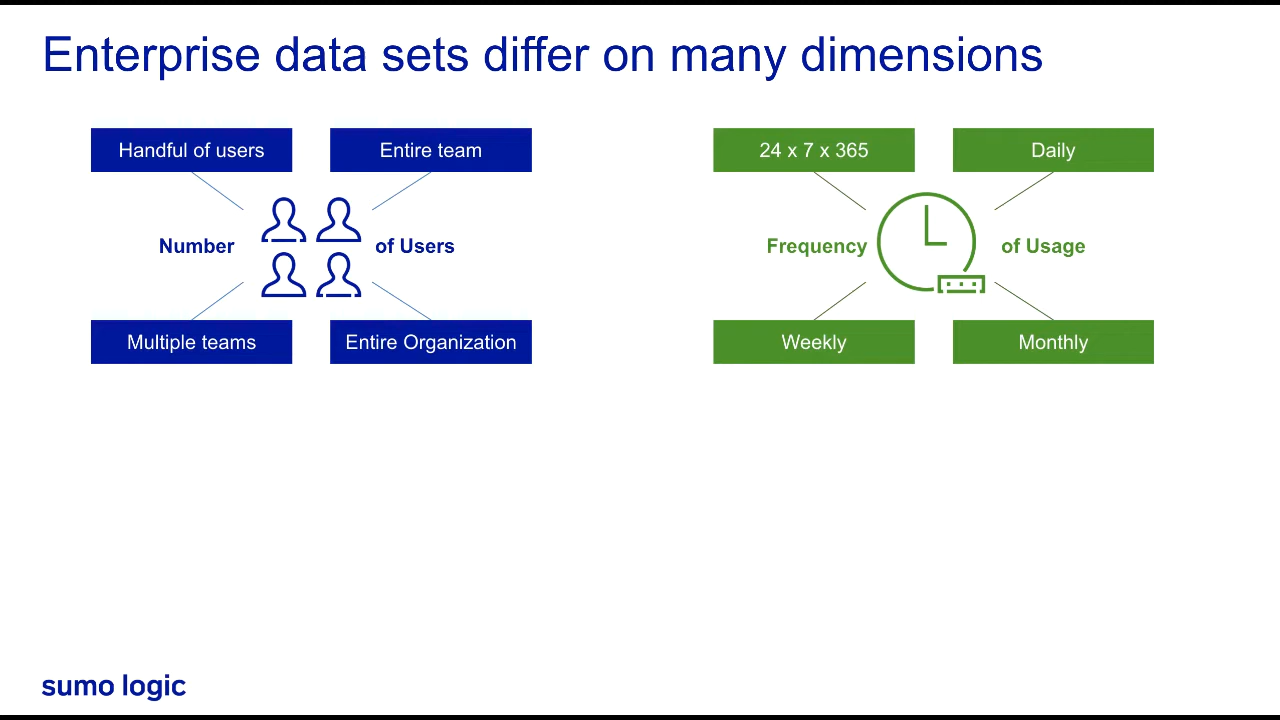 Enterprise data sets differ on many dimensions
Handful of users
Entire team
Number
of Users
Multiple teams
Entire Organization
24 x 7 x 365
Daily
Frequency
of Usage
Weekly
Monthly
sumo logic